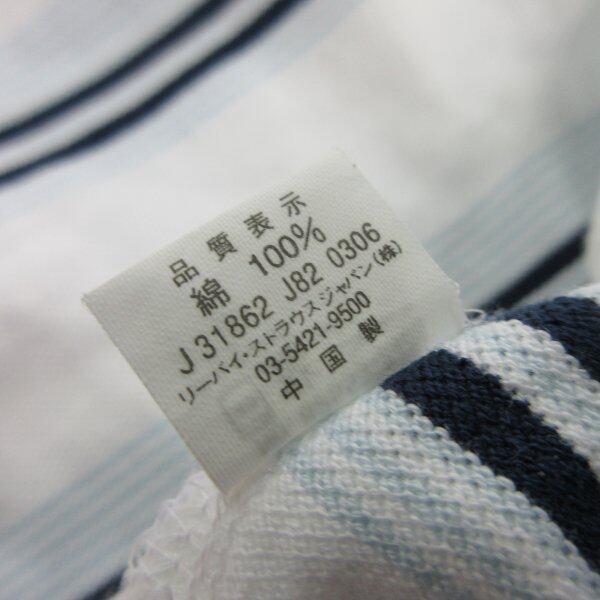 品質表示
綿 100%
J 31862 J82 0306
リーバイ・ストラウス ジャパン(株)
03-5421-9500
中国製